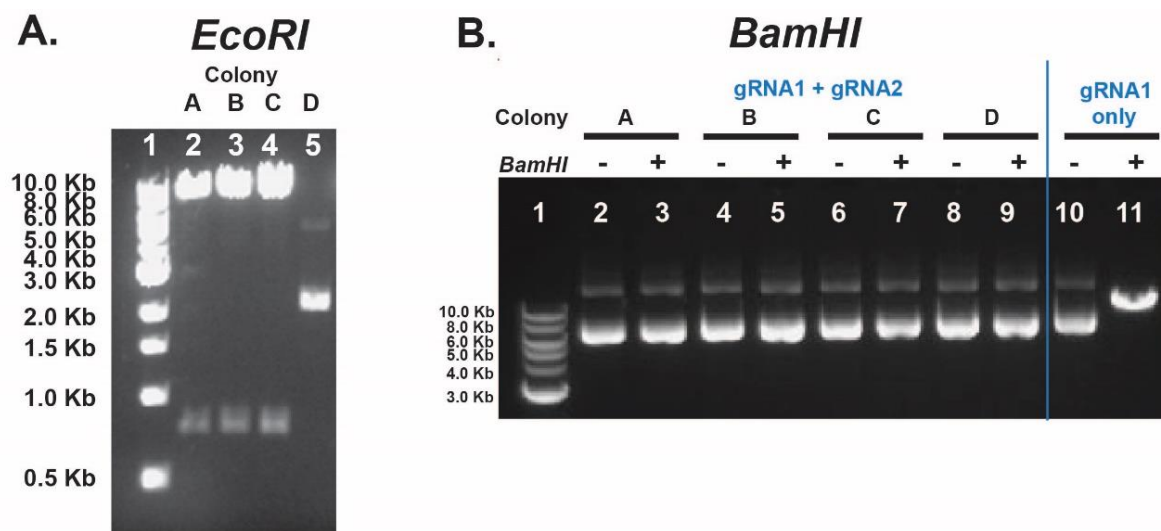 A.
EcoRI
Colony
A B C D
1 2 3 4 5
10.0 Kb
8.0 Kb
6.0 Kb
5.0 Kb
4.0 Kb
3.0 Kb
2.0 Kb
1.5 Kb
1.0 Kb
0.5 Kb
B.
BamHI
gRNA1 + gRNA2
gRNA1
only
Colony A B C D
BamHI - + - + - + - + - +
1 2 3 4 5 6 7 8 9 10 11
10.0 Kb
8.0 Kb
6.0 Kb
5.0 Kb
4.0 Kb
3.0 Kb